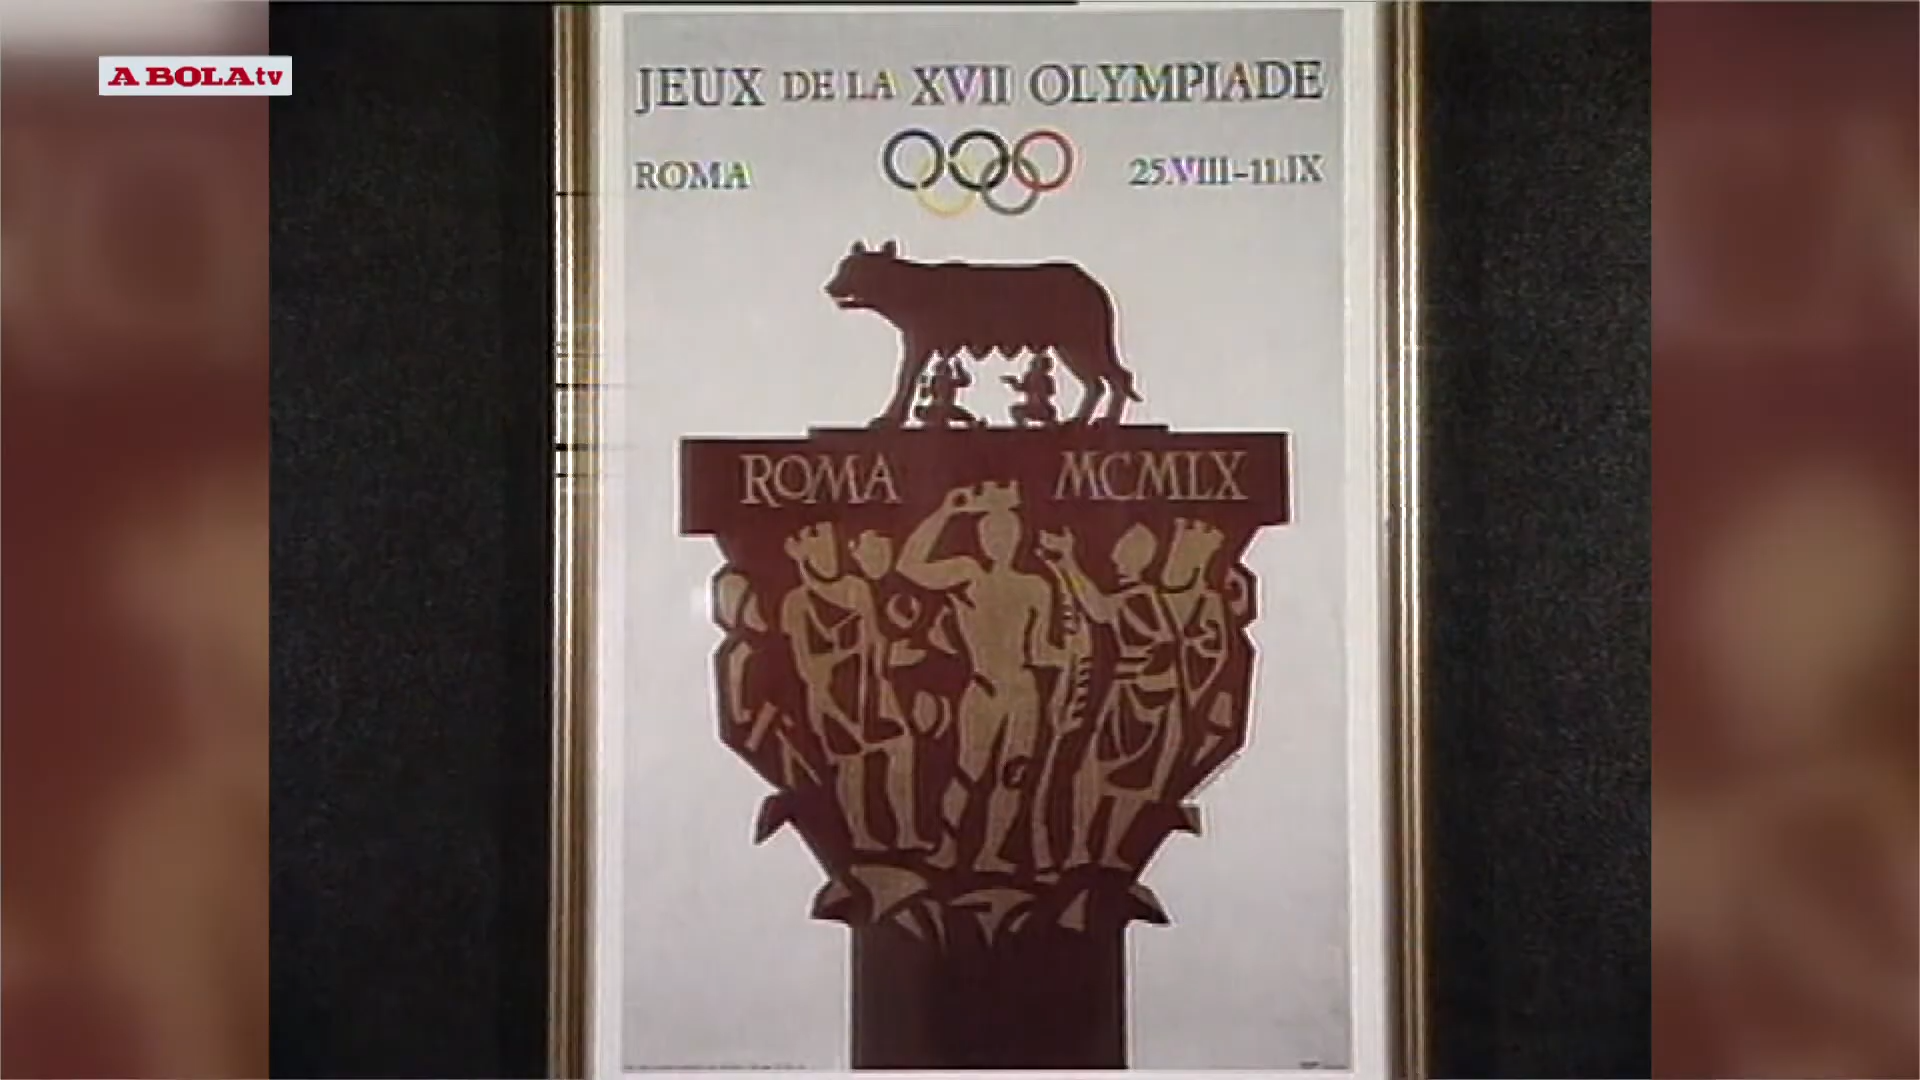 A BOLA tv
JEUX DE LA XVII OLYMPIADE
ROMA 25.VIII–11.IX
ROMA MCMLX